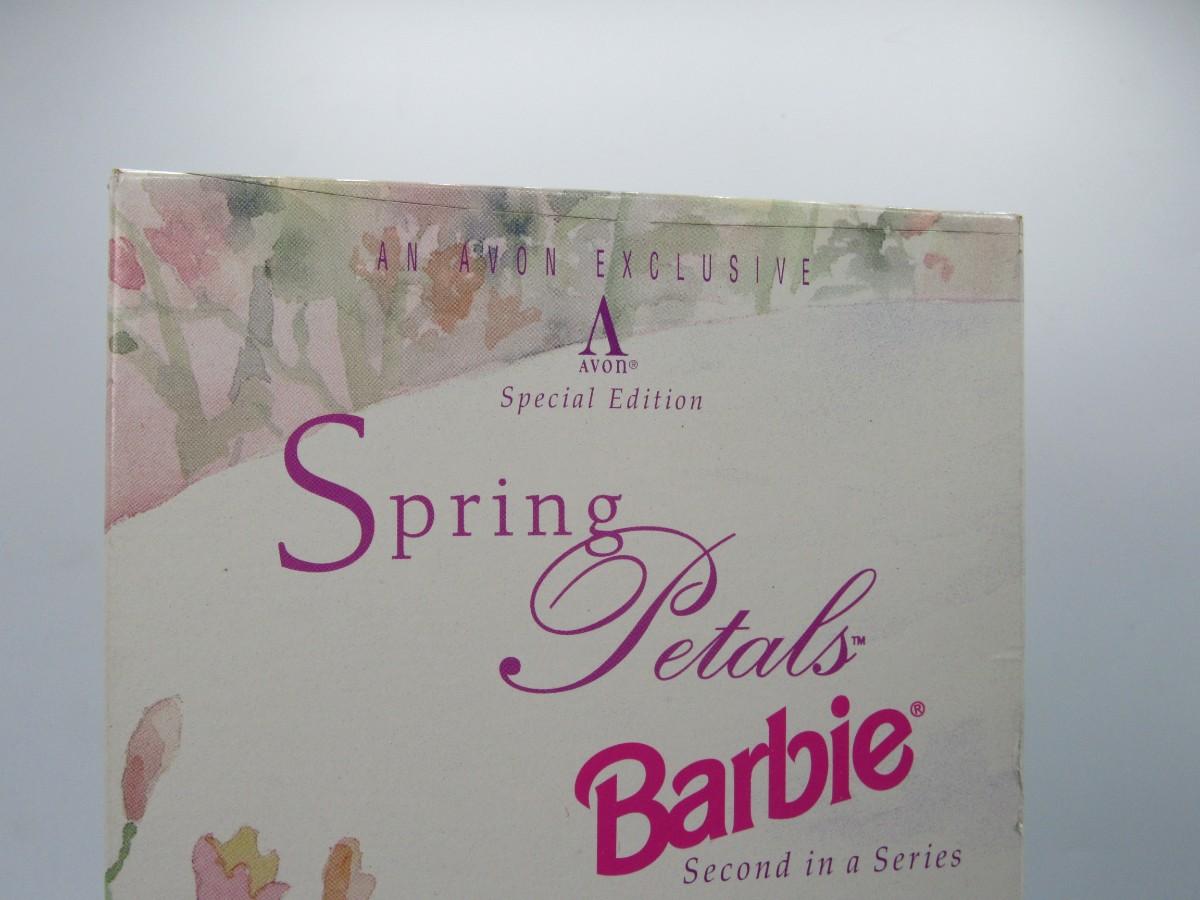 AN AVON EXCLUSIVE
A
AVON®
Special Edition
Spring
Petals™
Barbie®
Second in a Series